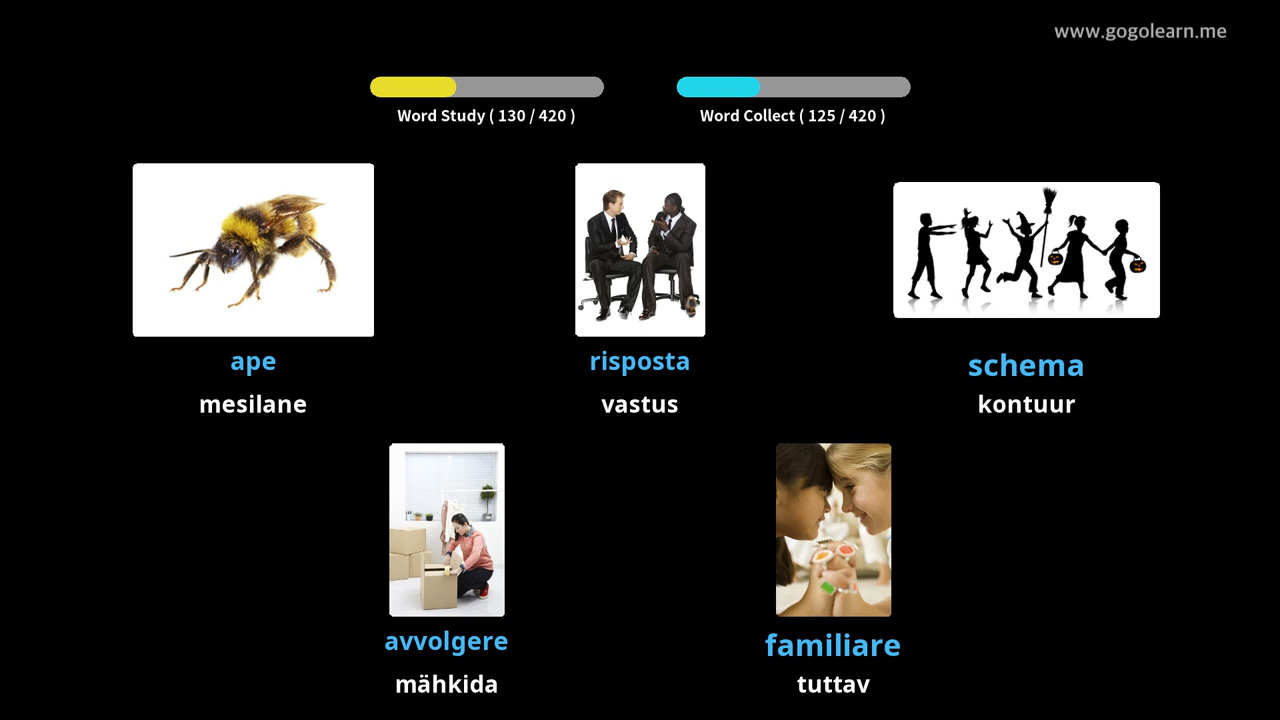 www.gogolearn.me
Word Study ( 130 / 420 )
Word Collect ( 125 / 420 )
ape
risposta
schema
mesilane
vastus
kontuur
avvolgere
familiare
mähkida
tuttav